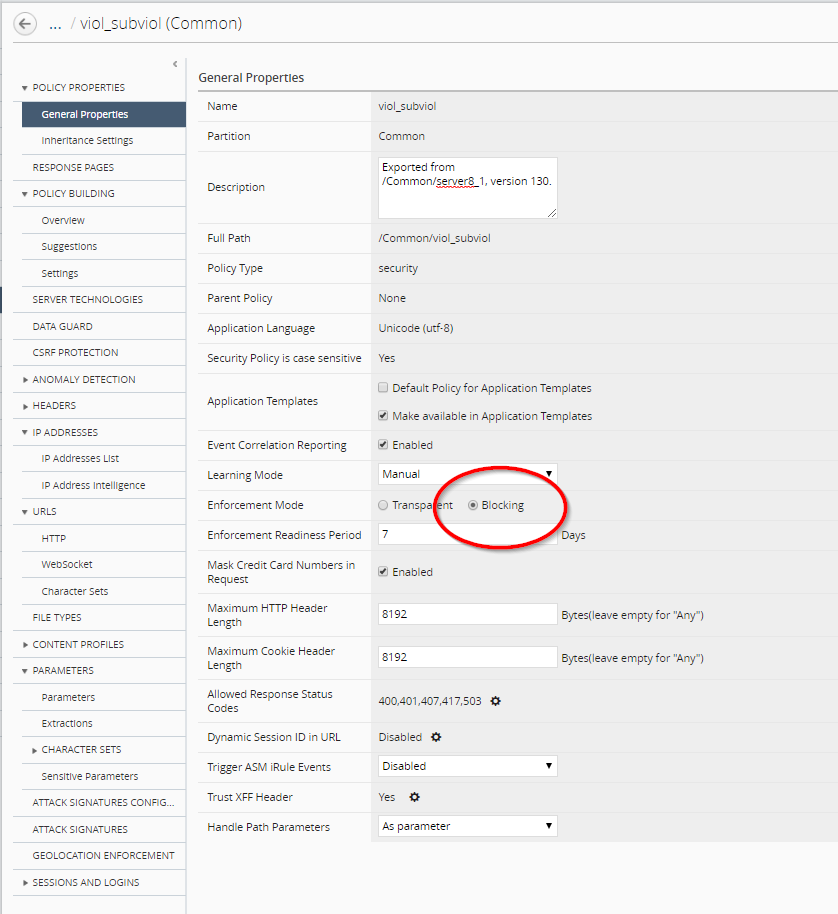 ... / viol_subviol (Common)
POLICY PROPERTIES
General Properties
Inheritance Settings
RESPONSE PAGES
POLICY BUILDING
Overview
Suggestions
Settings
SERVER TECHNOLOGIES
DATA GUARD
CSRF PROTECTION
ANOMALY DETECTION
HEADERS
IP ADDRESSES
IP Addresses List
IP Address Intelligence
URLS
HTTP
WebSocket
Character Sets
FILE TYPES
CONTENT PROFILES
PARAMETERS
Parameters
Extractions
CHARACTER SETS
Sensitive Parameters
ATTACK SIGNATURES CONFIG...
ATTACK SIGNATURES
GEOLOCATION ENFORCEMENT
SESSIONS AND LOGINS
General Properties
Name viol_subviol
Partition Common
Description
Exported from
/Common/server8_1, version 130.
Full Path /Common/viol_subviol
Policy Type security
Parent Policy None
Application Language Unicode (utf-8)
Security Policy is case sensitive Yes
Application Templates
Default Policy for Application Templates
Make available in Application Templates
Event Correlation Reporting Enabled
Learning Mode Manual
Enforcement Mode Transparent Blocking
Enforcement Readiness Period 7 Days
Mask Credit Card Numbers in
Request
Enabled
Maximum HTTP Header
Length
8192 Bytes(leave empty for "Any")
Maximum Cookie Header
Length
8192 Bytes(leave empty for "Any")
Allowed Response Status
Codes
400,401,407,417,503
Dynamic Session ID in URL Disabled
Trigger ASM iRule Events Disabled
Trust XFF Header Yes
Handle Path Parameters As parameter